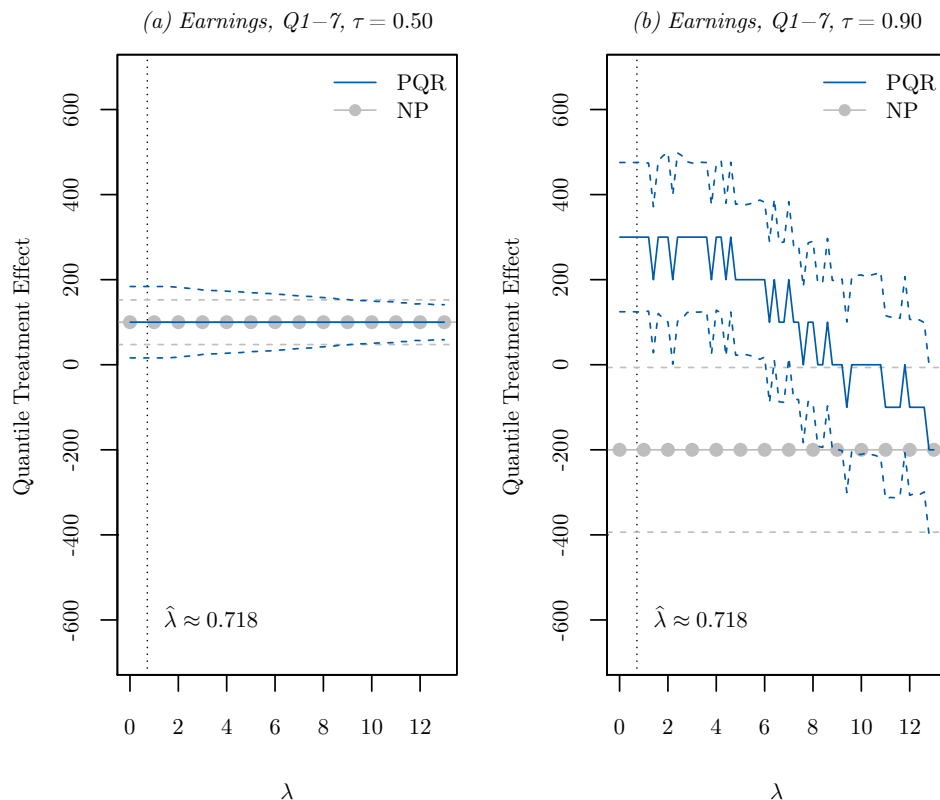 (a) Earnings, Q1−7, τ = 0.50
PQR
NP
600
400
200
0
-200
-400
-600
Quantile Treatment Effect
λ̂ ≈ 0.718
0 2 4 6 8 10 12
λ
(b) Earnings, Q1−7, τ = 0.90
PQR
NP
600
400
200
0
-200
-400
-600
Quantile Treatment Effect
λ̂ ≈ 0.718
0 2 4 6 8 10 12
λ